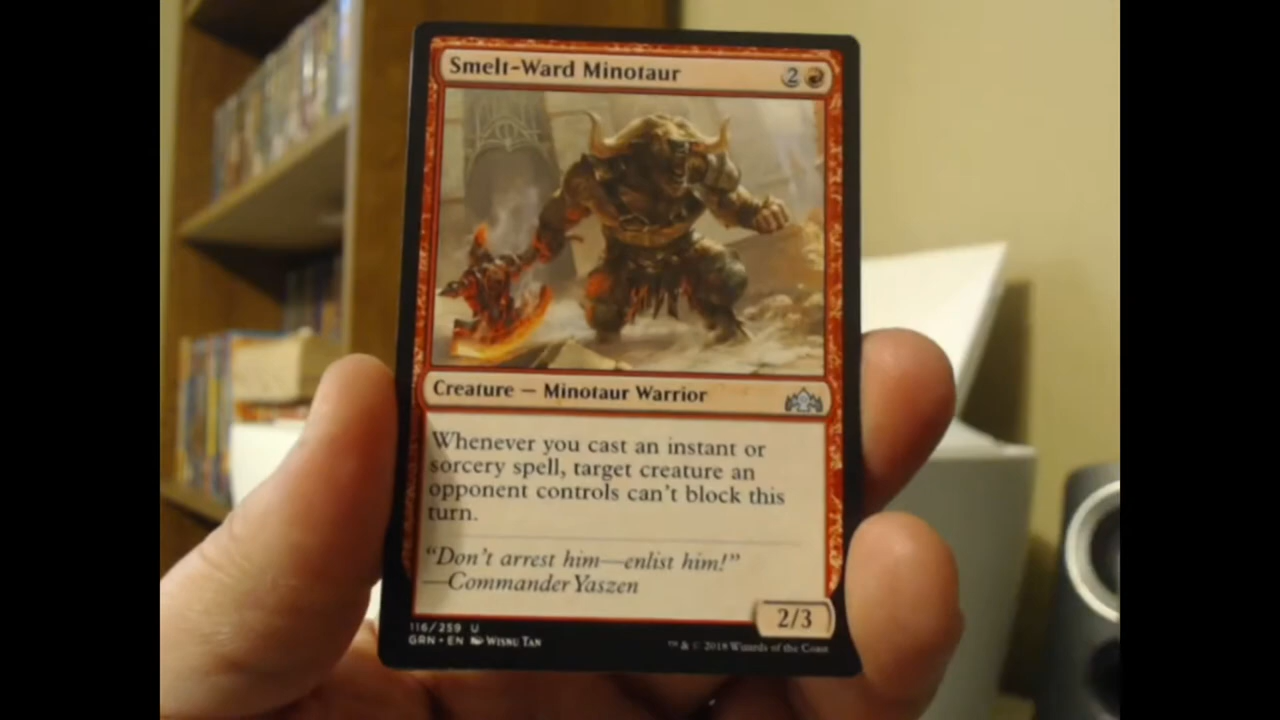 Smelt-Ward Minotaur 2
Creature — Minotaur Warrior
Whenever you cast an instant or
sorcery spell, target creature an
opponent controls can't block this
turn.
"Don't arrest him—enlist him!"
—Commander Yaszen
2/3
116/259 U
GRN • EN Wisnu Tan
™ & © 2018 Wizards of the Coast